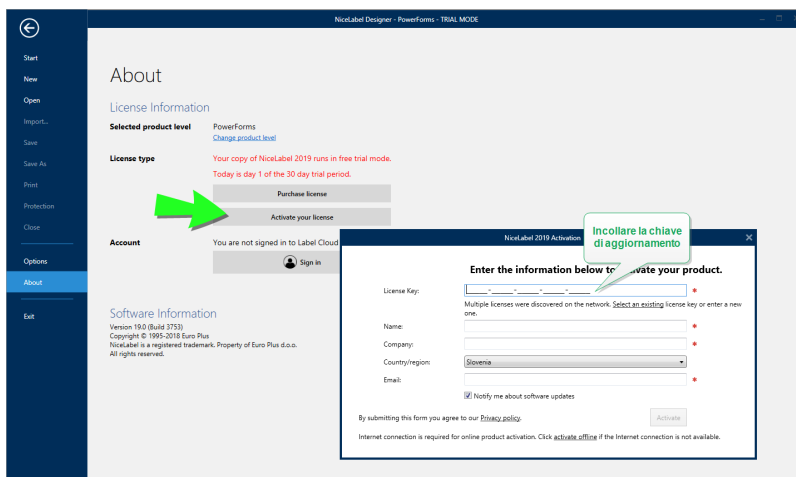 NiceLabel Designer - PowerForms - TRIAL MODE
Start
New
Open
Import...
Save
Save As
Print
Protection
Close
Options
About
Exit
About
License Information
Selected product level PowerForms
Change product level
License type Your copy of NiceLabel 2019 runs in free trial mode.
Today is day 1 of the 30 day trial period.
Purchase license
Activate your license
Account You are not signed in to Label Cloud
Sign in
Software Information
Version 19.0 (Build 3753)
Copyright © 1995-2018 Euro Plus
NiceLabel is a registered trademark. Property of Euro Plus d.o.o.
All rights reserved.
NiceLabel 2019 Activation
Incollare la chiave
di aggiornamento
Enter the information below to your product.
License Key: _____-_____-_____-_____-_____ *
Multiple licenses were discovered on the network. Select an existing license key or enter a new
one.
Name: *
Company: *
Country/region: Slovenia
Email: *
Notify me about software updates
By submitting this form you agree to our Privacy policy.
Activate
Internet connection is required for online product activation. Click activate offline if the Internet connection is not available.